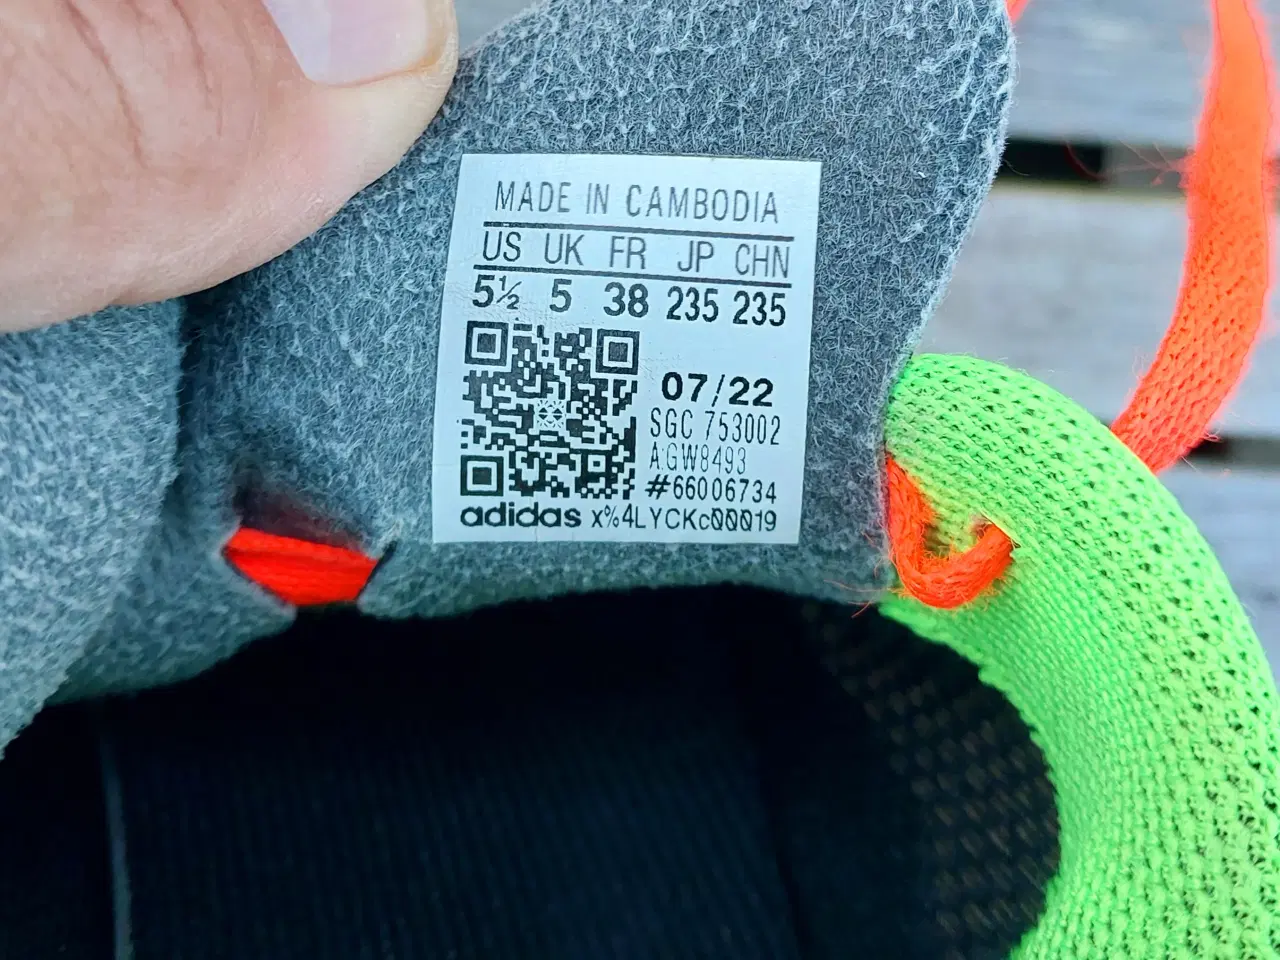 MADE IN CAMBODIA
US UK FR JP CHN
5½ 5 38 235 235
07/22
SGC 753002
A:GW8493
#66006734
adidas x%4LYCKc00019